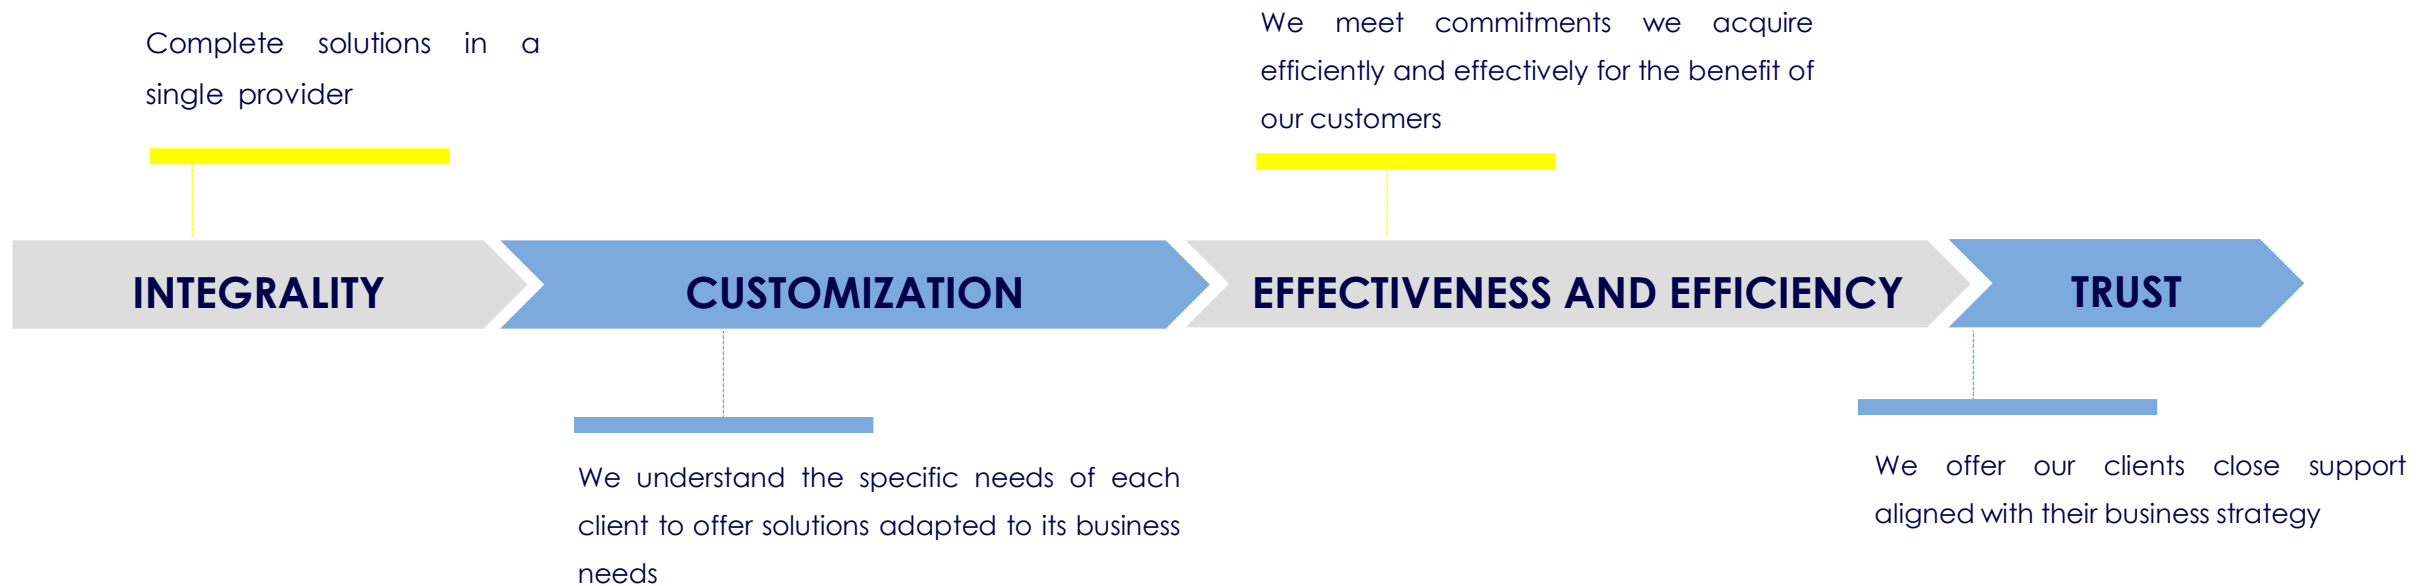 Complete solutions in a
single provider
We meet commitments we acquire
efficiently and effectively for the benefit of
our customers
INTEGRALITY
CUSTOMIZATION
EFFECTIVENESS AND EFFICIENCY
TRUST
We understand the specific needs of each
client to offer solutions adapted to its business
needs
We offer our clients close support
aligned with their business strategy